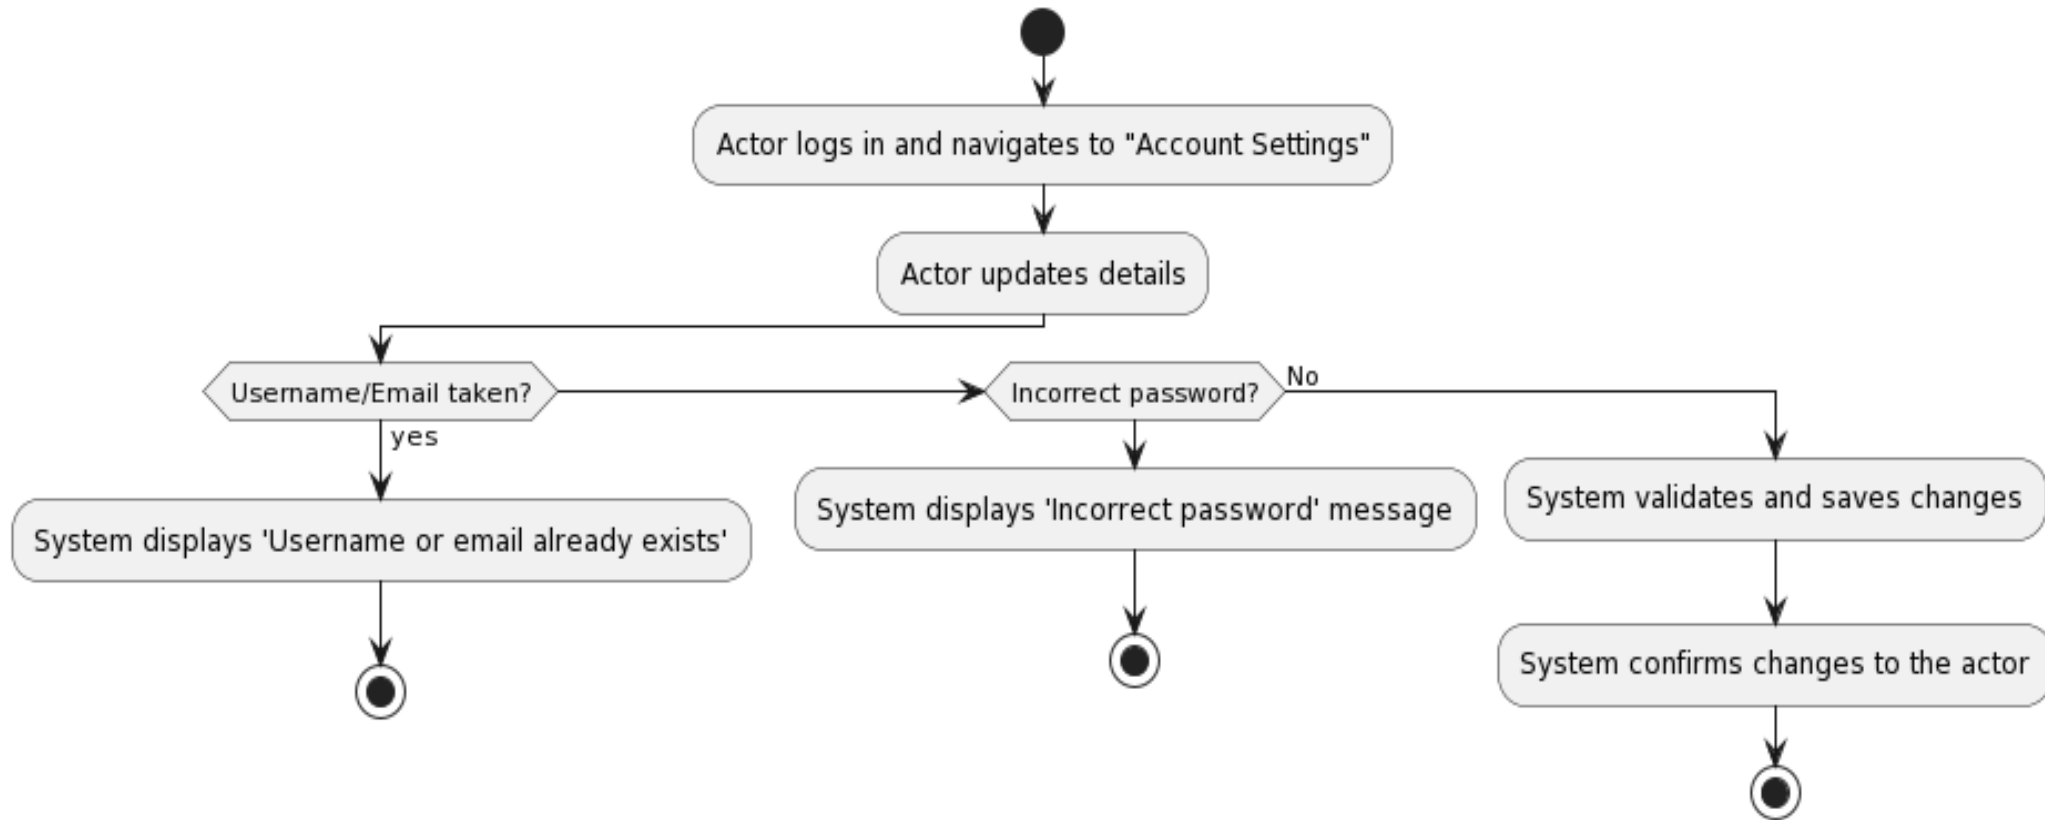 Actor logs in and navigates to "Account Settings"
Actor updates details
Username/Email taken?
yes
System displays 'Username or email already exists'
Incorrect password?
System displays 'Incorrect password' message
No
System validates and saves changes
System confirms changes to the actor